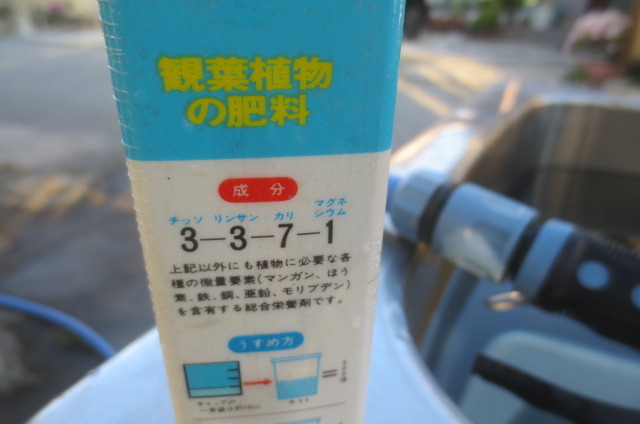 観葉植物
の肥料
成分
チッソ リンサン カリ マグネシウム
3-3-7-1
上記以外にも植物に必要な各
種の微量要素(マンガン、ほう
素、鉄、銅、亜鉛、モリブデン)
を含有する総合栄養剤です。
うすめ方